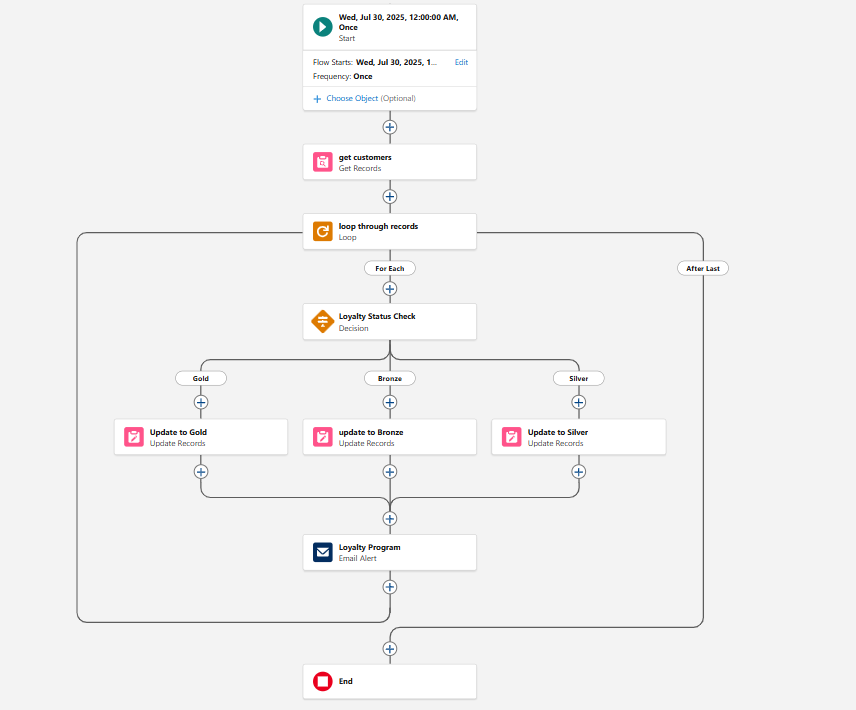 Wed, Jul 30, 2025, 12:00:00 AM,
Once
Start
Flow Starts: Wed, Jul 30, 2025, 1... Edit
Frequency: Once
+ Choose Object (Optional)
get customers
Get Records
loop through records
Loop
For Each
After Last
Loyalty Status Check
Decision
Gold
Bronze
Silver
Update to Gold
Update Records
update to Bronze
Update Records
Update to Silver
Update Records
Loyalty Program
Email Alert
End